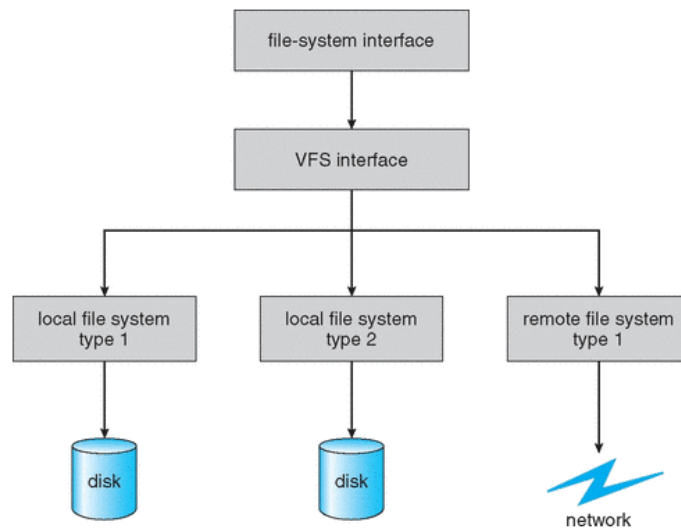 file-system interface
VFS interface
local file system
type 1
local file system
type 2
remote file system
type 1
disk
disk
network